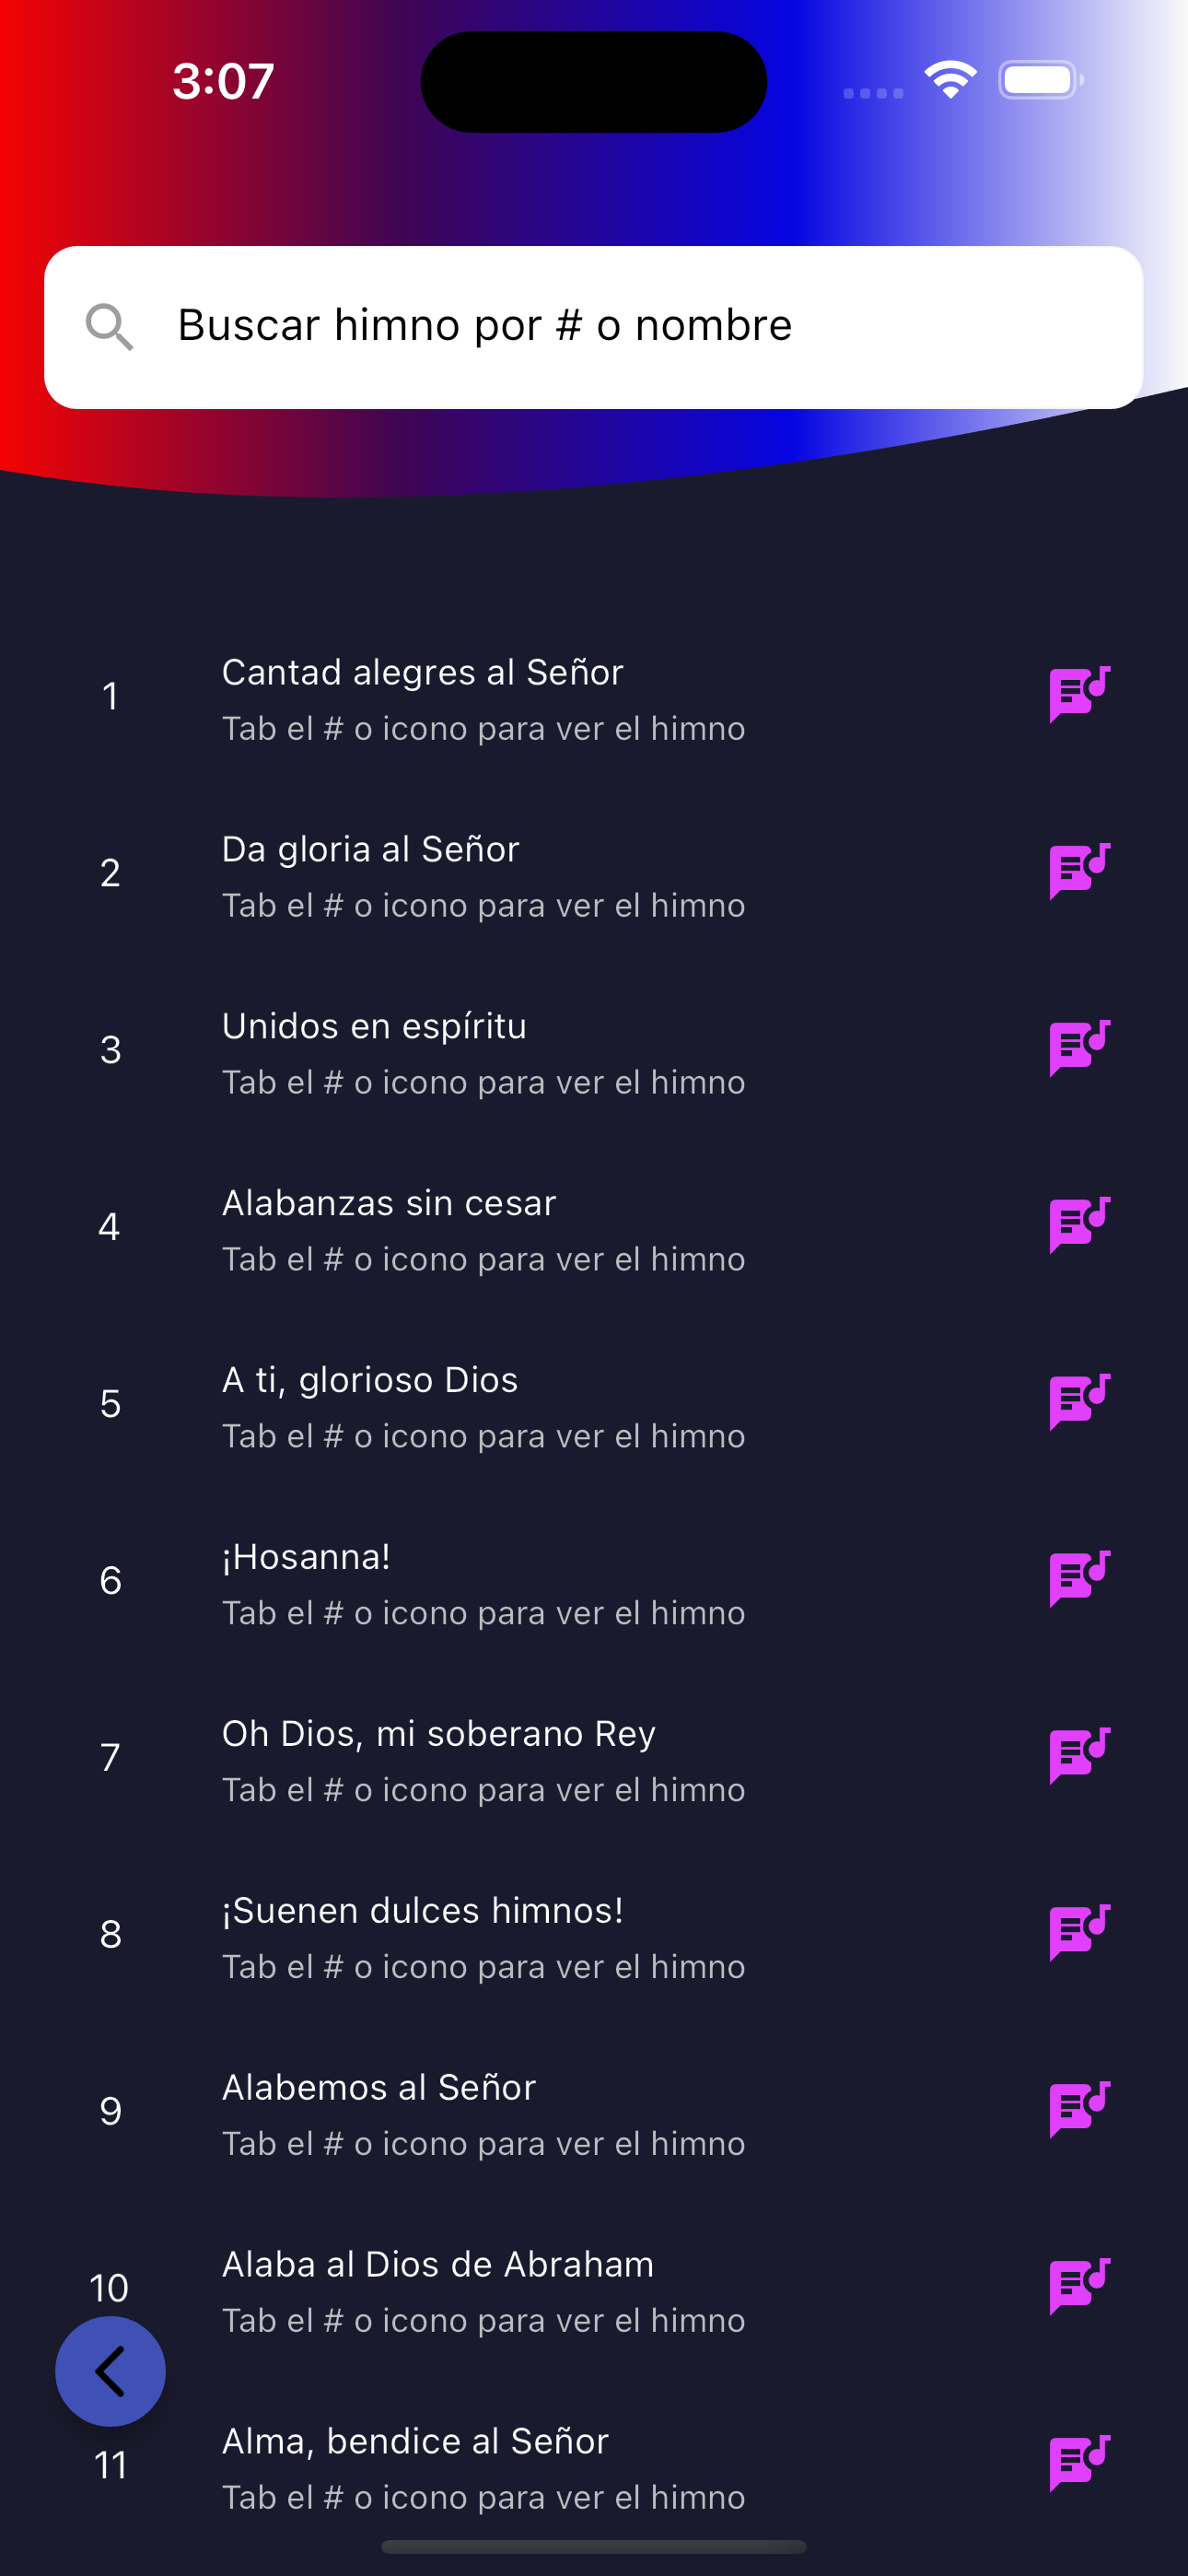 3:07
Buscar himno por # o nombre
1
Cantad alegres al Señor
Tab el # o icono para ver el himno
2
Da gloria al Señor
Tab el # o icono para ver el himno
3
Unidos en espíritu
Tab el # o icono para ver el himno
4
Alabanzas sin cesar
Tab el # o icono para ver el himno
5
A ti, glorioso Dios
Tab el # o icono para ver el himno
6
¡Hosanna!
Tab el # o icono para ver el himno
7
Oh Dios, mi soberano Rey
Tab el # o icono para ver el himno
8
¡Suenen dulces himnos!
Tab el # o icono para ver el himno
9
Alabemos al Señor
Tab el # o icono para ver el himno
10
Alaba al Dios de Abraham
Tab el # o icono para ver el himno
11
Alma, bendice al Señor
Tab el # o icono para ver el himno